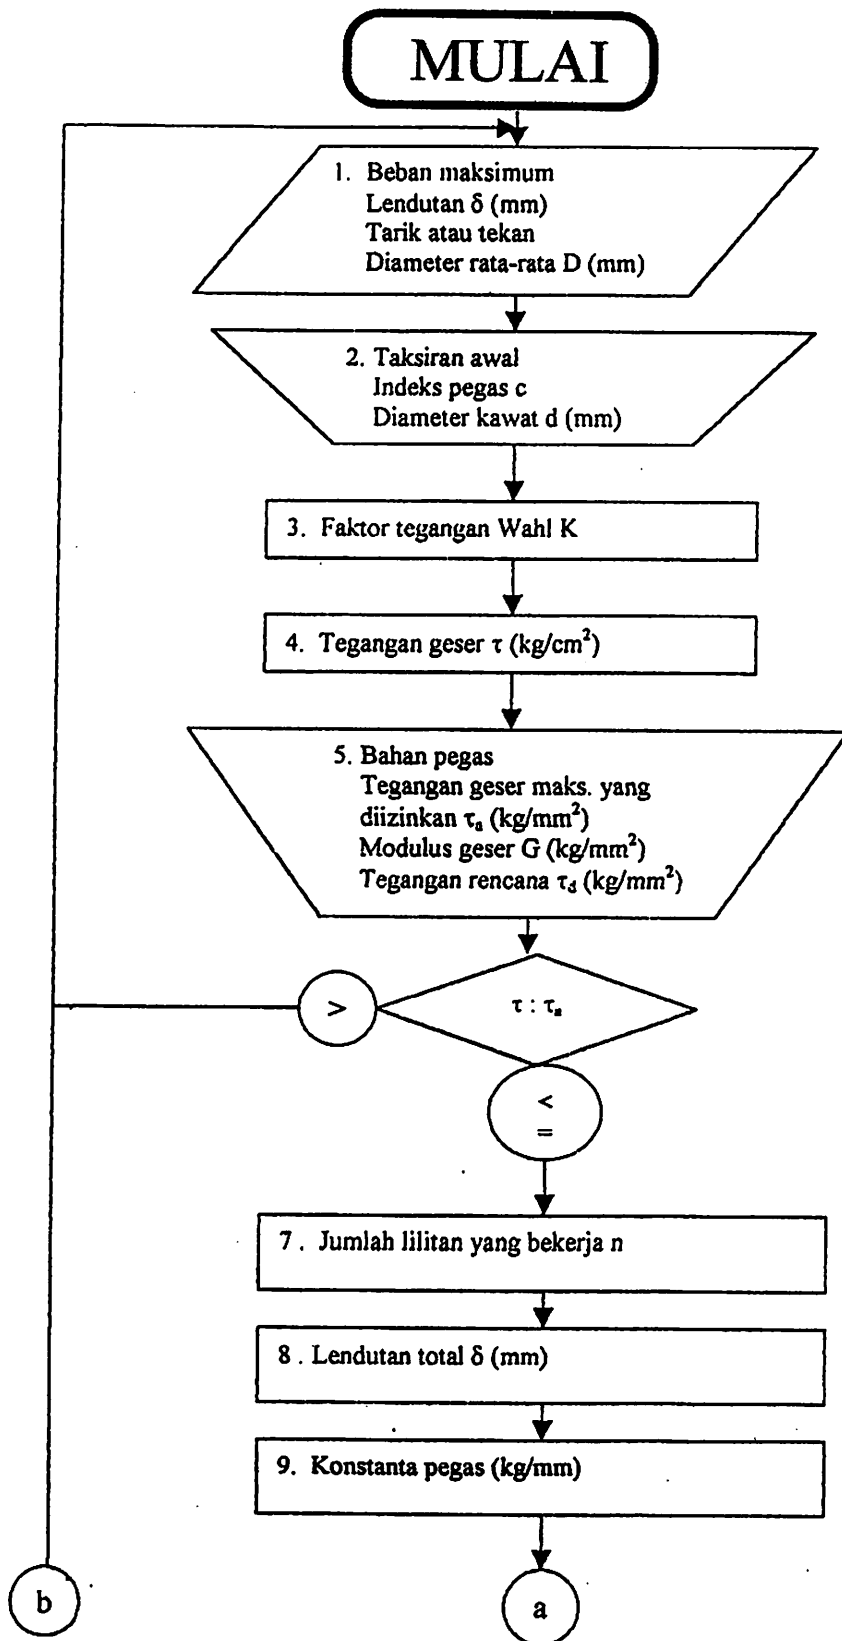 MULAI
1. Beban maksimum
Lendutan δ (mm)
Tarik atau tekan
Diameter rata-rata D (mm)
2. Taksiran awal
Indeks pegas c
Diameter kawat d (mm)
3. Faktor tegangan Wahl K
4. Tegangan geser τ (kg/cm²)
5. Bahan pegas
Tegangan geser maks. yang
diizinkan τₐ (kg/mm²)
Modulus geser G (kg/mm²)
Tegangan rencana τ_d (kg/mm²)
> τ : τₐ
<
=
7 . Jumlah lilitan yang bekerja n
8 . Lendutan total δ (mm)
9. Konstanta pegas (kg/mm)
b a